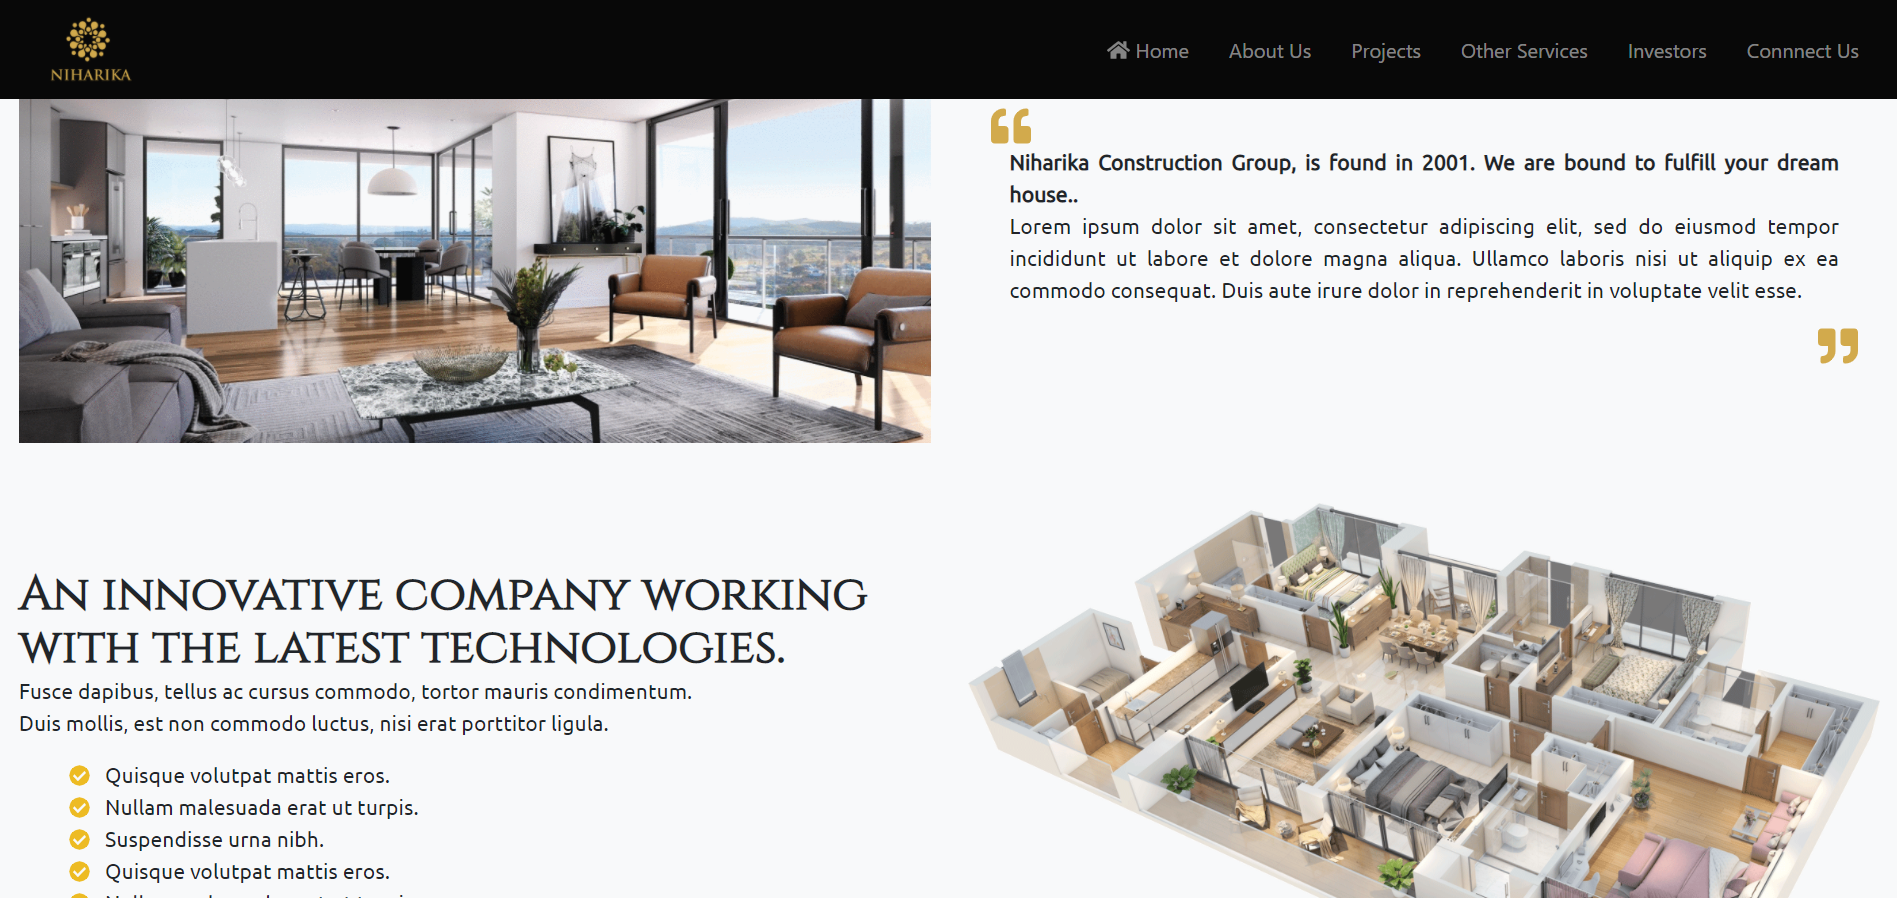 NIHARIKA
Home About Us Projects Other Services Investors Connnect Us
Niharika Construction Group, is found in 2001. We are bound to fulfill your dream
house..
Lorem ipsum dolor sit amet, consectetur adipiscing elit, sed do eiusmod tempor
incididunt ut labore et dolore magna aliqua. Ullamco laboris nisi ut aliquip ex ea
commodo consequat. Duis aute irure dolor in reprehenderit in voluptate velit esse.
An innovative company working
with the latest technologies.
Fusce dapibus, tellus ac cursus commodo, tortor mauris condimentum.
Duis mollis, est non commodo luctus, nisi erat porttitor ligula.
Quisque volutpat mattis eros.
Nullam malesuada erat ut turpis.
Suspendisse urna nibh.
Quisque volutpat mattis eros.